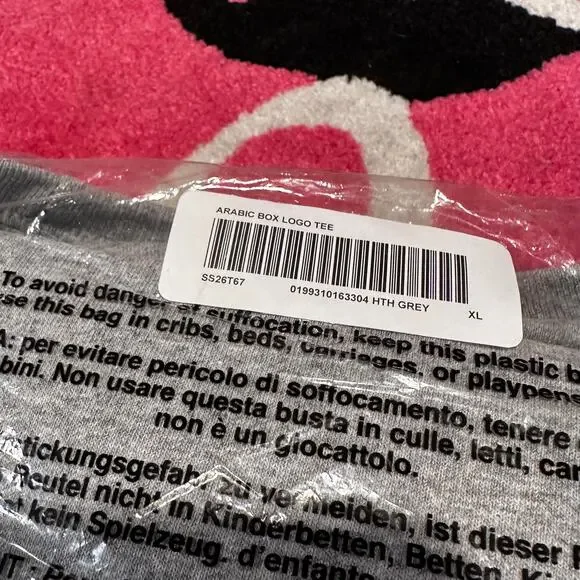 ARABIC BOX LOGO TEE
SS26T67 0199310163304 HTH GREY XL
To avoid danger of suffocation, keep this plastic
this bag in cribs, beds, carriages, or playpens
per evitare pericolo di soffocamento, tenere
Non usare questa busta in culle, letti,
non è un giocattolo.
zu vermeiden, ist dieser
Beutel nicht in Kinderbetten, Betten,
kein Spielzeug. d'enfants